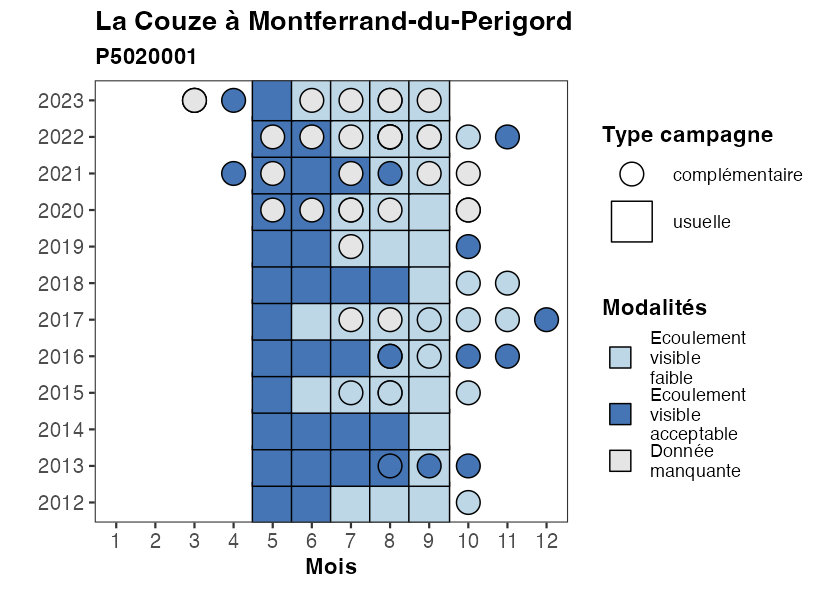 La Couze à Montferrand-du-Perigord
P5020001
2023
2022
2021
2020
2019
2018
2017
2016
2015
2014
2013
2012
1 2 3 4 5 6 7 8 9 10 11 12
Mois
Type campagne
complémentaire
usuelle
Modalités
Ecoulement
visible
faible
Ecoulement
visible
acceptable
Donnée
manquante